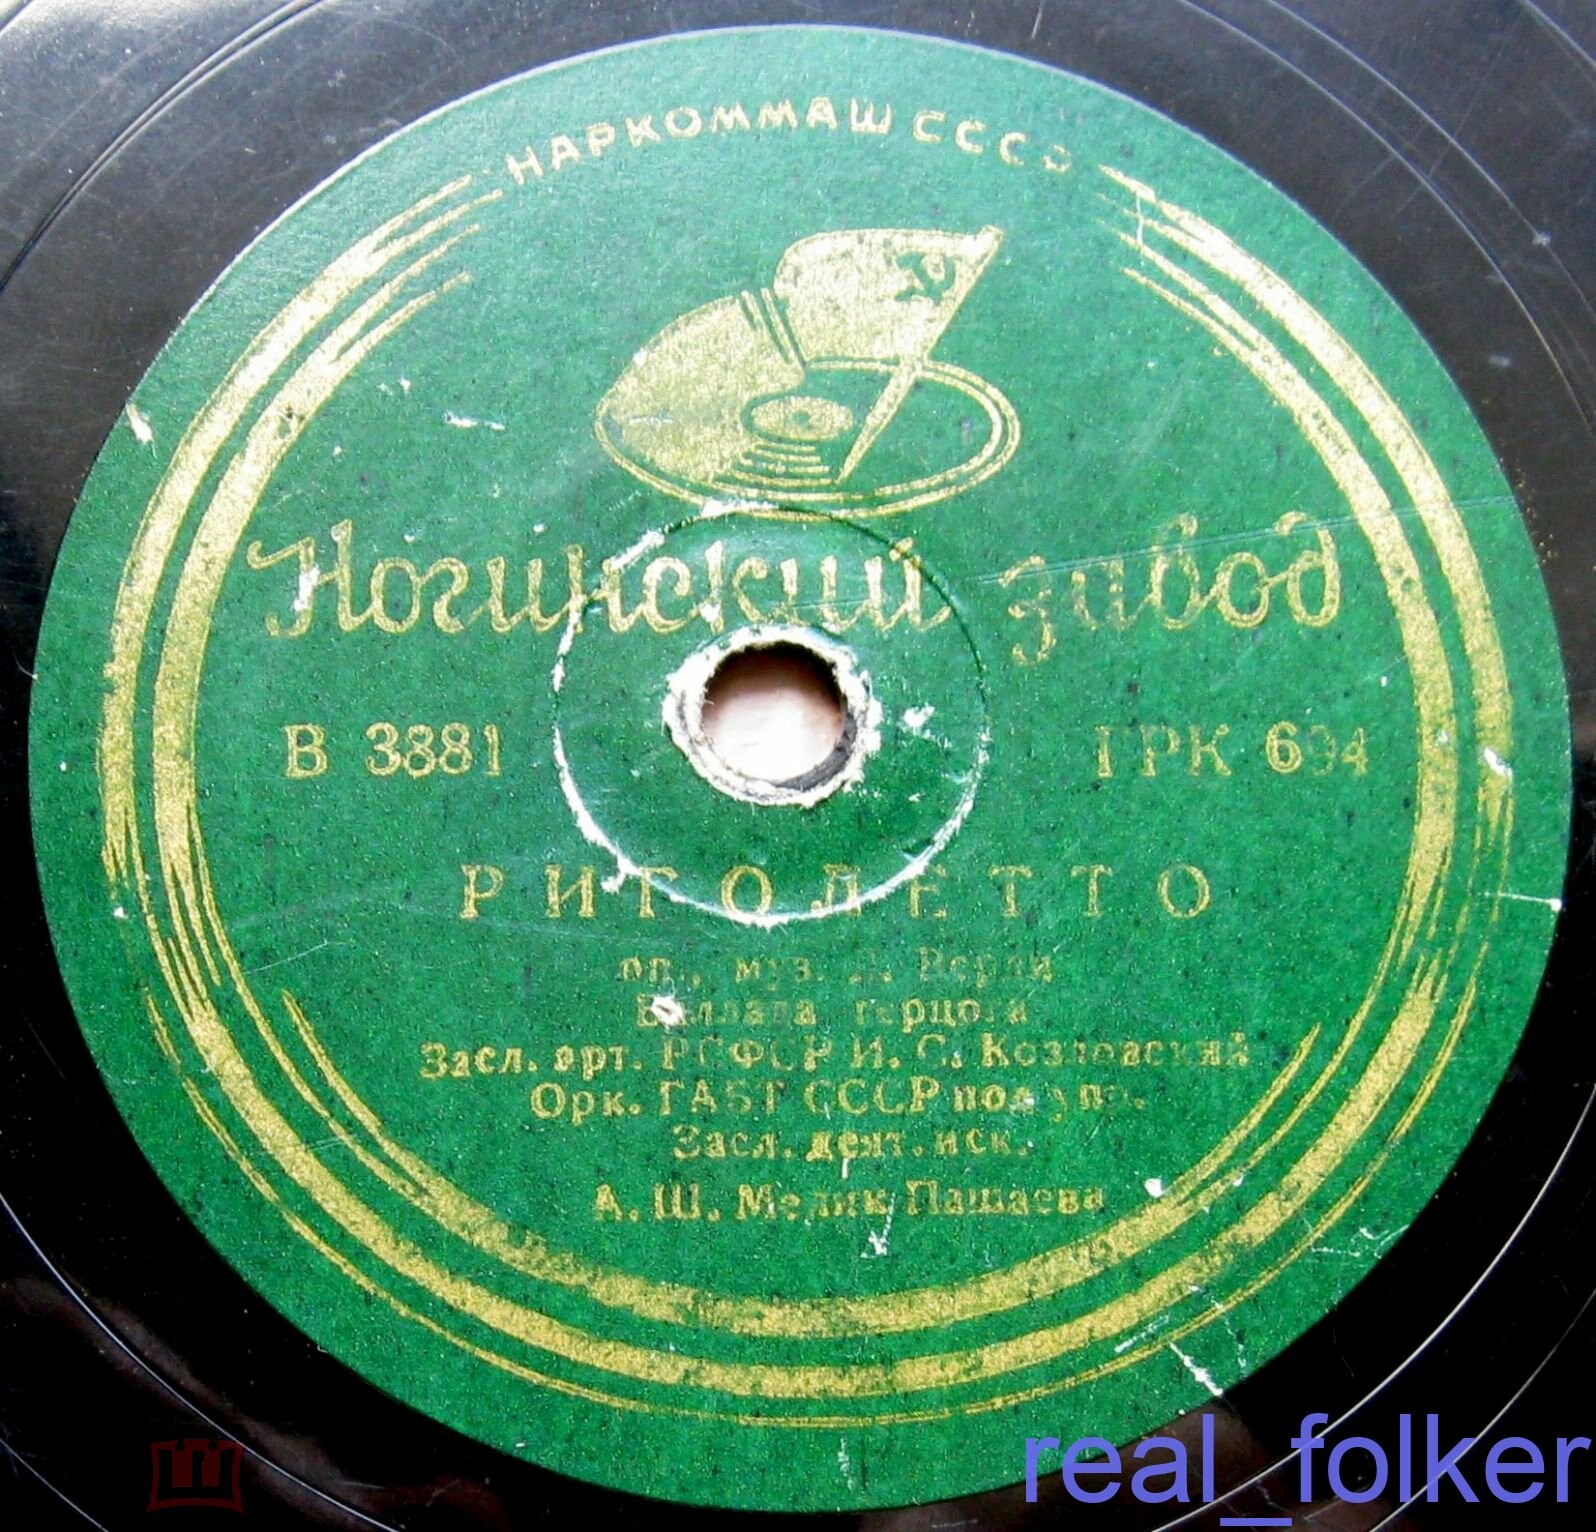 НАРКОММАШ СССР
Ногинский завод
В 3881 ГРК 694
РИГОЛЕТТО
оп., муз. Д. Верди
Баллада герцога
Засл. арт. РСФСР И. С. Козловский
Орк. ГАБТ СССР под упр.
Засл. деят. иск.
А. Ш. Мелик Пашаева
real_folker